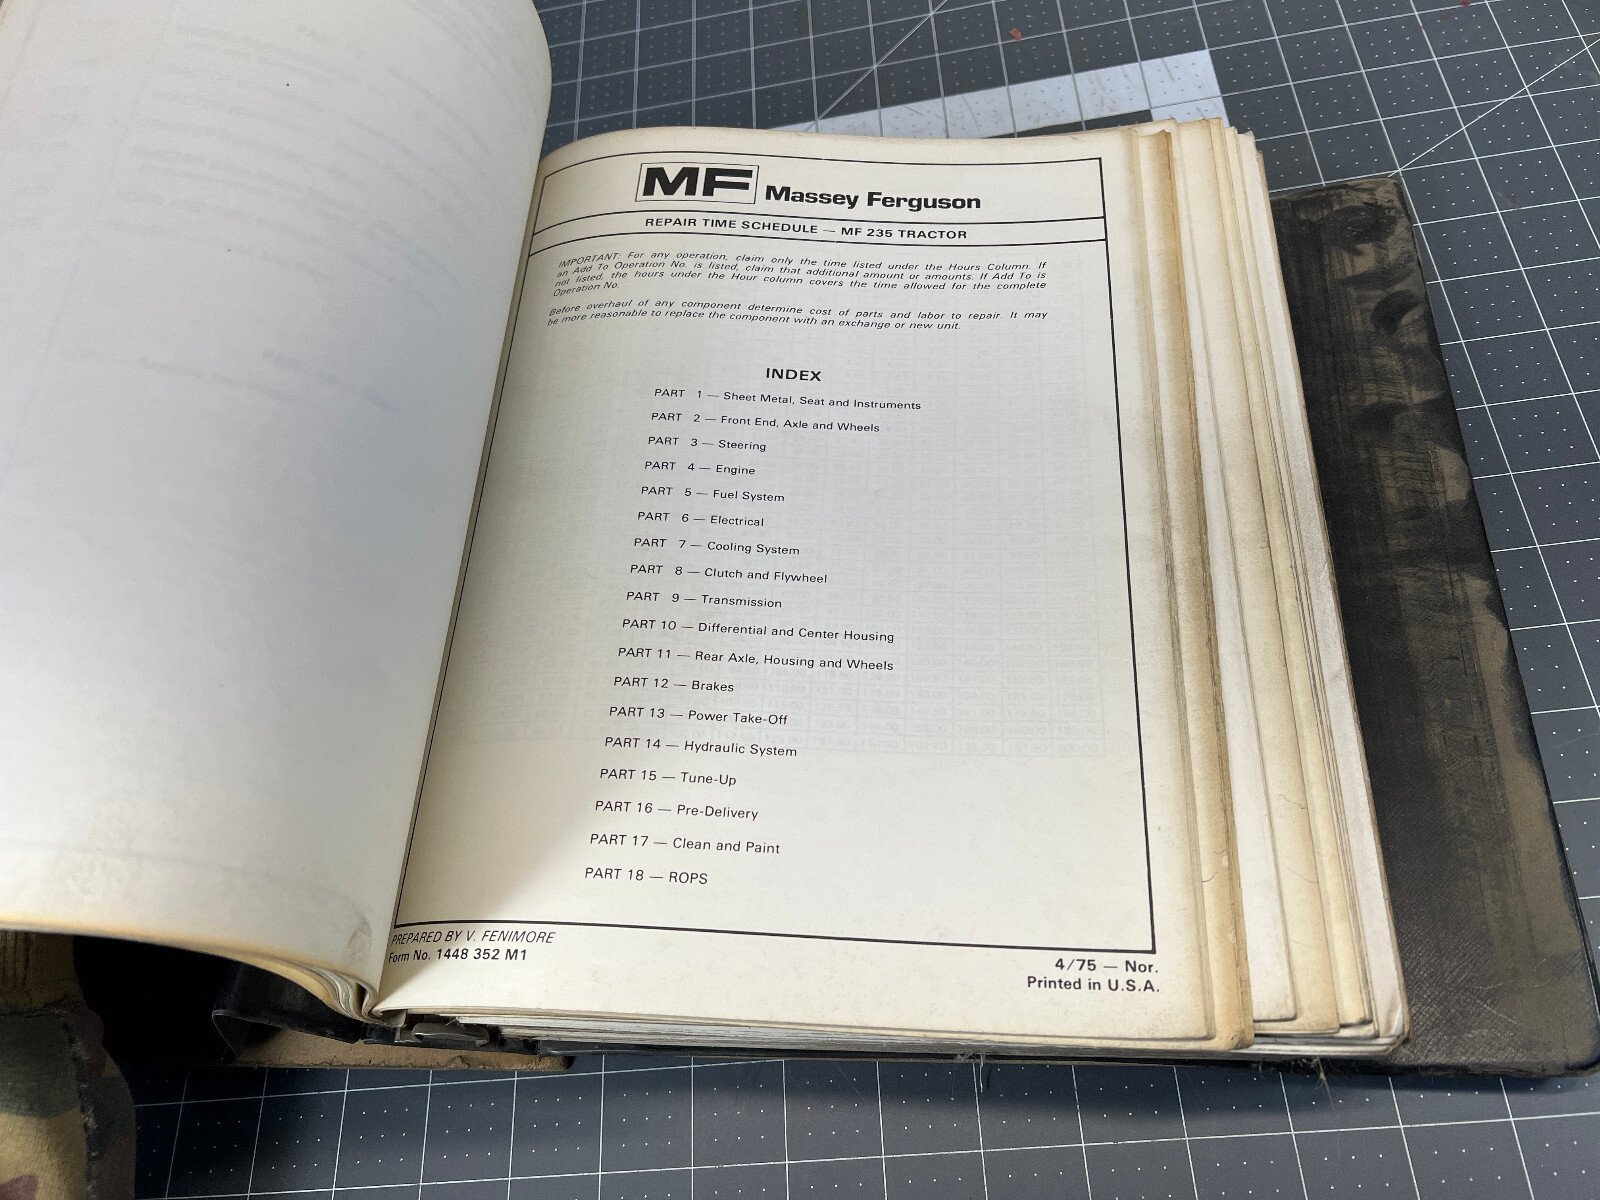 MF Massey Ferguson
REPAIR TIME SCHEDULE — MF 235 TRACTOR
IMPORTANT: For any operation, claim only the time listed under the Hours Column. If
an Add To Operation No. is listed, claim that additional amount or amounts. If Add To is
not listed, the hours under the Hour column covers the time allowed for the complete
Operation No.
Before overhaul of any component determine cost of parts and labor to repair. It may
be more reasonable to replace the component with an exchange or new unit.
INDEX
PART 1 — Sheet Metal, Seat and Instruments
PART 2 — Front End, Axle and Wheels
PART 3 — Steering
PART 4 — Engine
PART 5 — Fuel System
PART 6 — Electrical
PART 7 — Cooling System
PART 8 — Clutch and Flywheel
PART 9 — Transmission
PART 10 — Differential and Center Housing
PART 11 — Rear Axle, Housing and Wheels
PART 12 — Brakes
PART 13 — Power Take-Off
PART 14 — Hydraulic System
PART 15 — Tune-Up
PART 16 — Pre-Delivery
PART 17 — Clean and Paint
PART 18 — ROPS
PREPARED BY V. FENIMORE
Form No. 1448 352 M1
4/75 — Nor.
Printed in U.S.A.